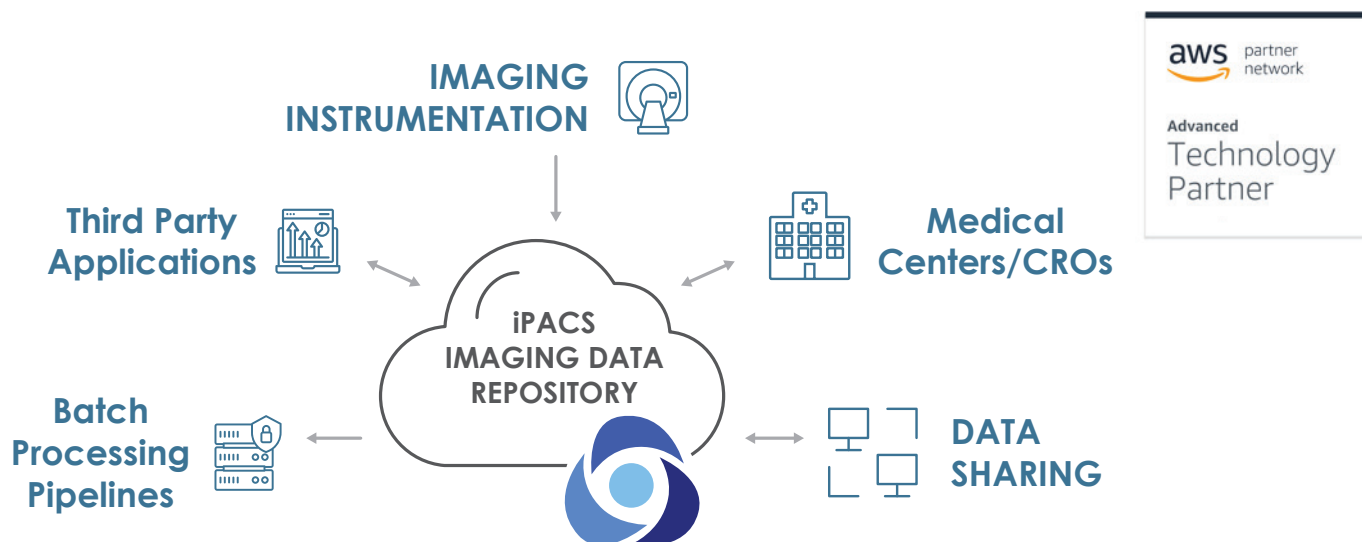 IMAGING
INSTRUMENTATION
aws partner
network
Advanced
Technology
Partner
Third Party
Applications
Medical
Centers/CROs
iPACS
IMAGING DATA
REPOSITORY
Batch
Processing
Pipelines
DATA
SHARING